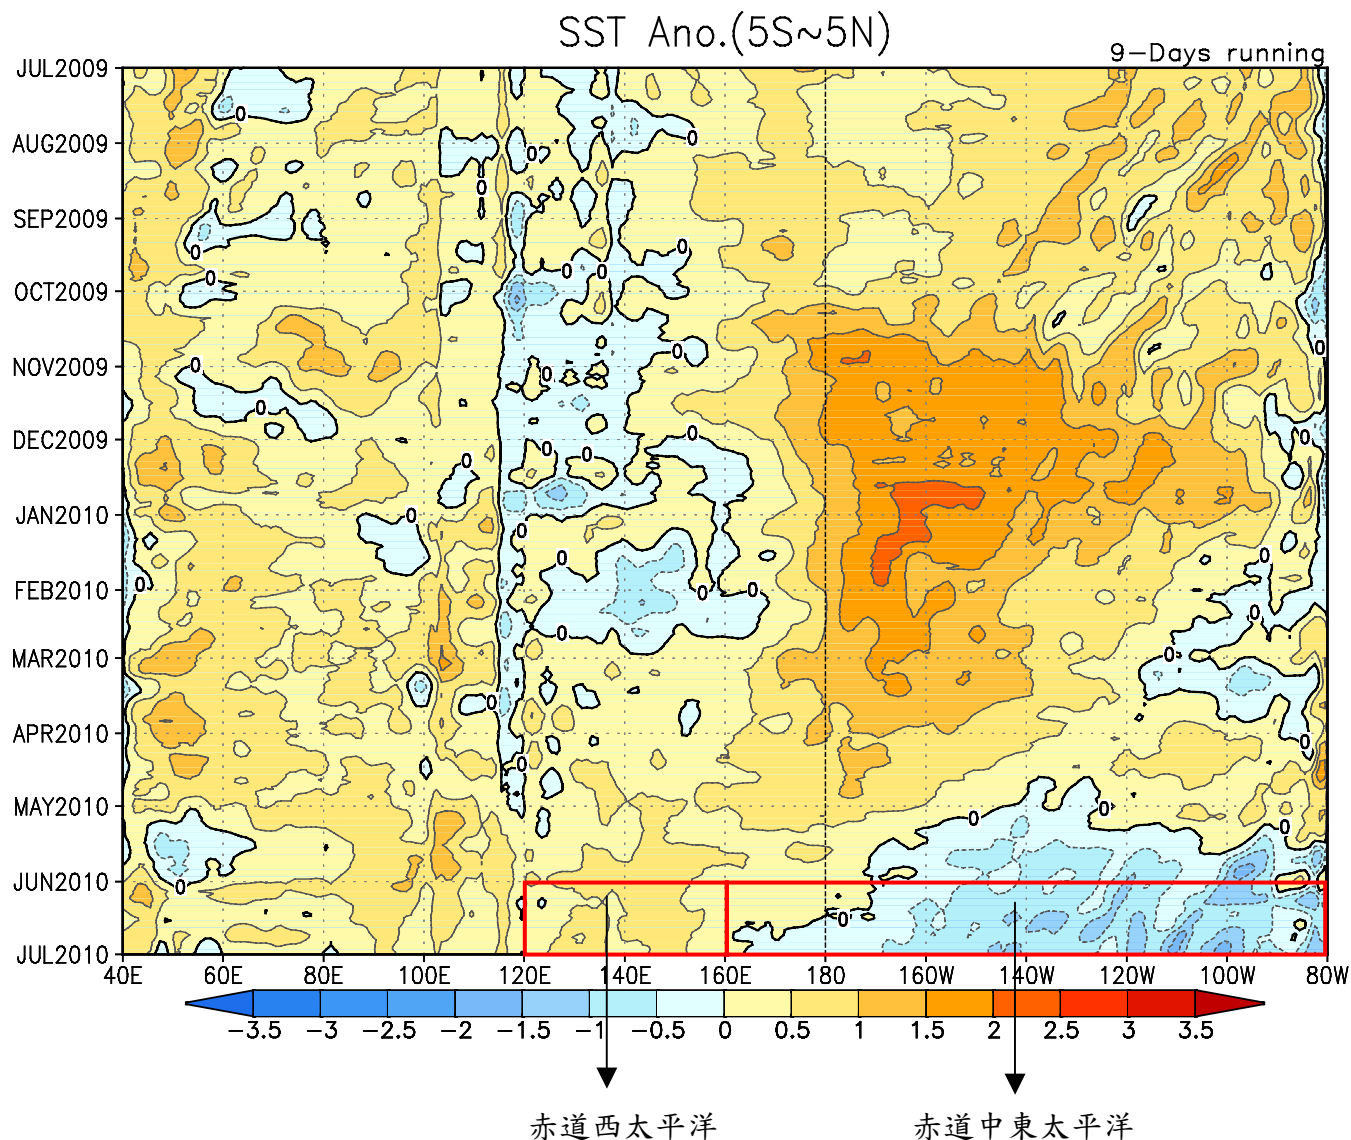 SST Ano.(5S~5N)
9-Days running
JUL2009
AUG2009
SEP2009
OCT2009
NOV2009
DEC2009
JAN2010
FEB2010
MAR2010
APR2010
MAY2010
JUN2010
JUL2010
40E 60E 80E 100E 120E 140E 160E 180 160W 140W 120W 100W 80W
-3.5 -3 -2.5 -2 -1.5 -1 -0.5 0 0.5 1 1.5 2 2.5 3 3.5
赤道西太平洋 赤道中東太平洋